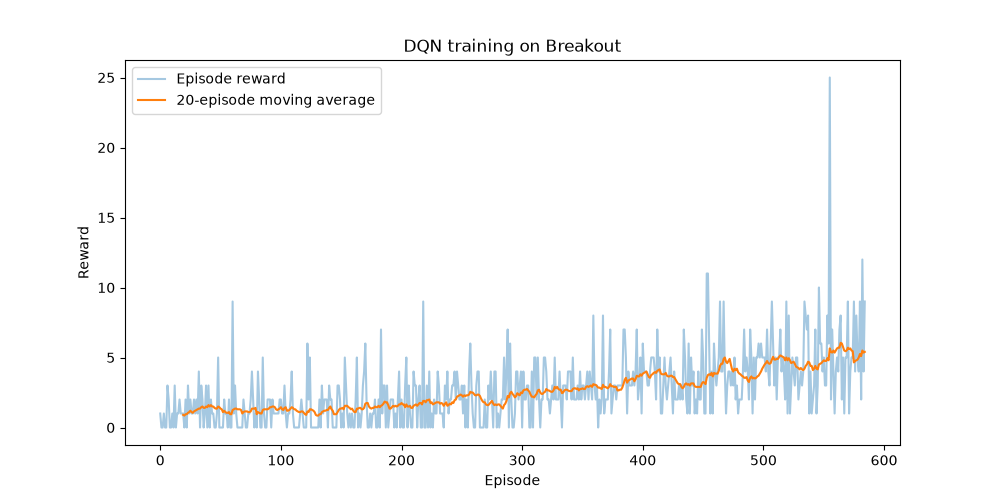 DQN training on Breakout
Episode reward
20-episode moving average
25
20
15
10
5
0
Reward
0 100 200 300 400 500 600
Episode